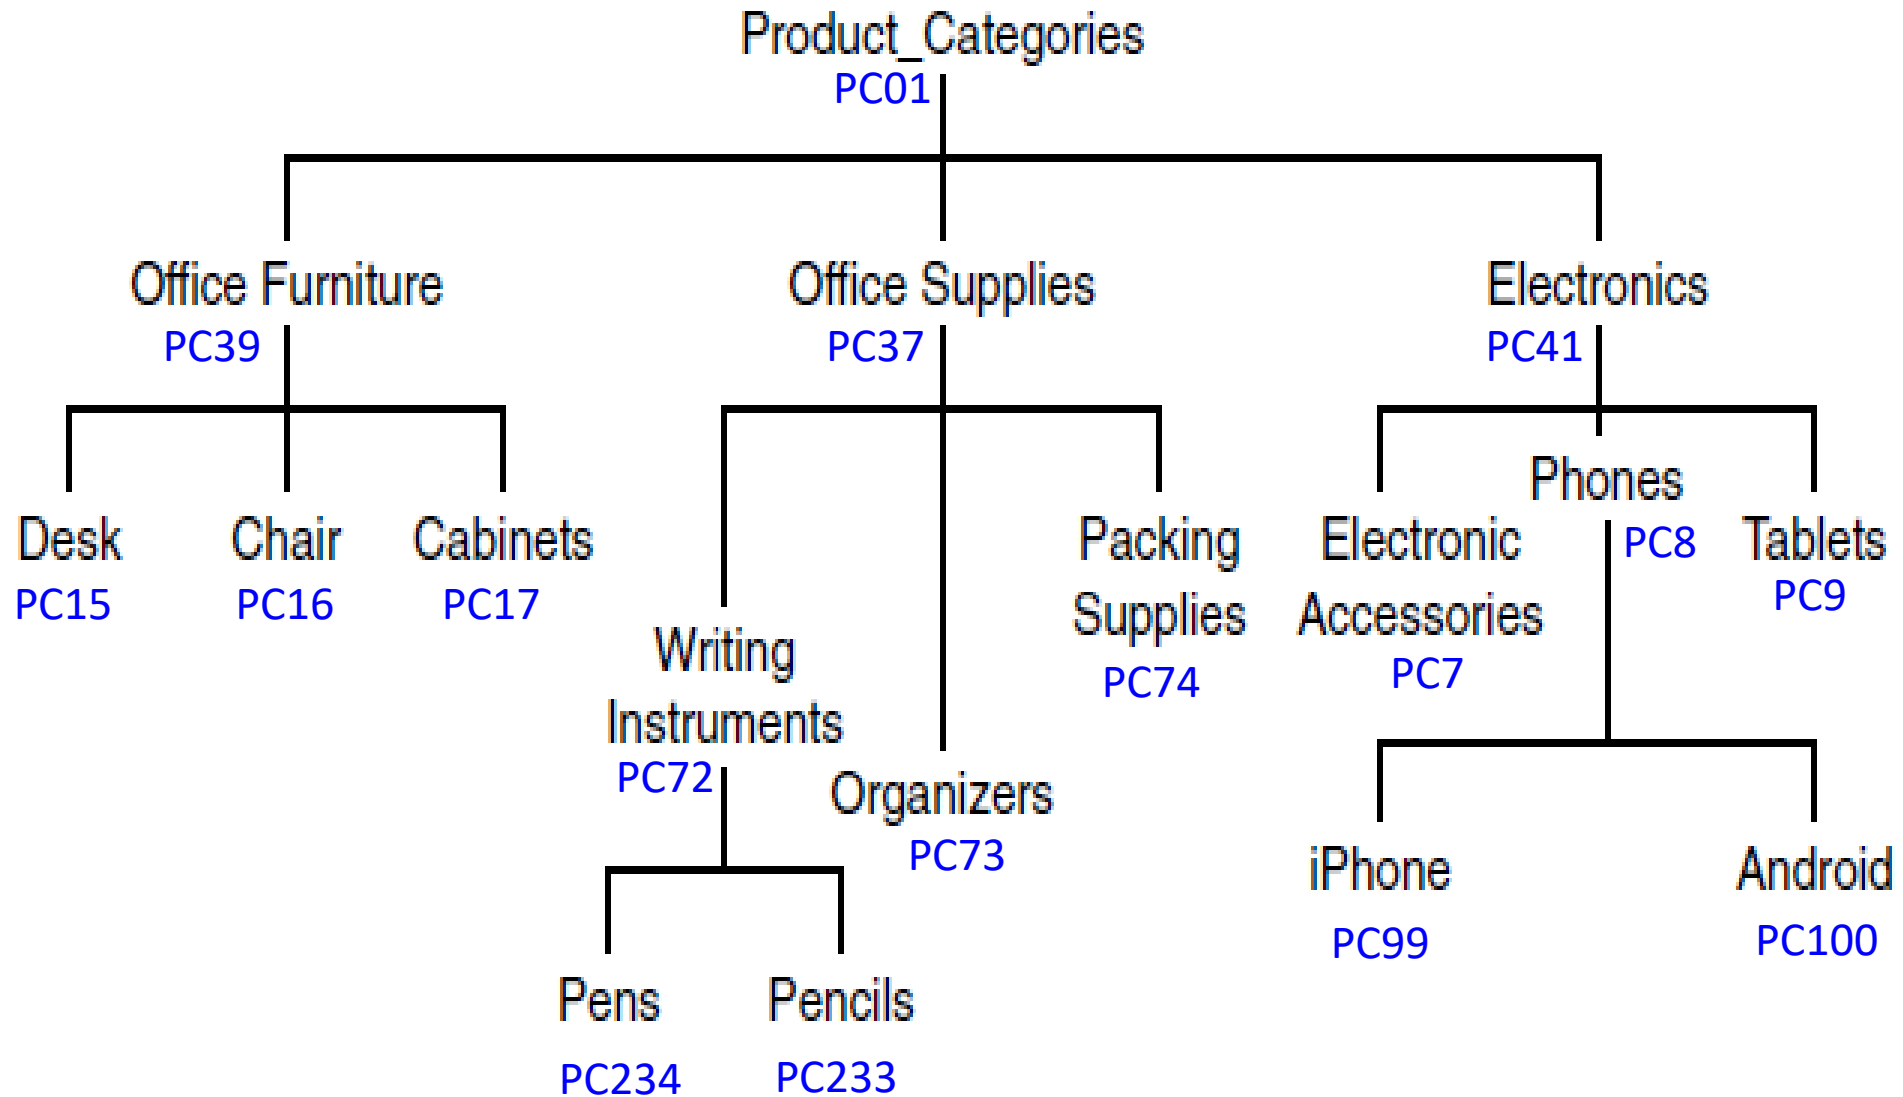 Product_Categories
PC01
Office Furniture
PC39
Office Supplies
PC37
Electronics
PC41
Desk
PC15
Chair
PC16
Cabinets
PC17
Writing
Instruments
PC72
Organizers
PC73
Packing
Supplies
PC74
Electronic
Accessories
PC7
Phones
PC8
Tablets
PC9
Pens
PC234
Pencils
PC233
iPhone
PC99
Android
PC100